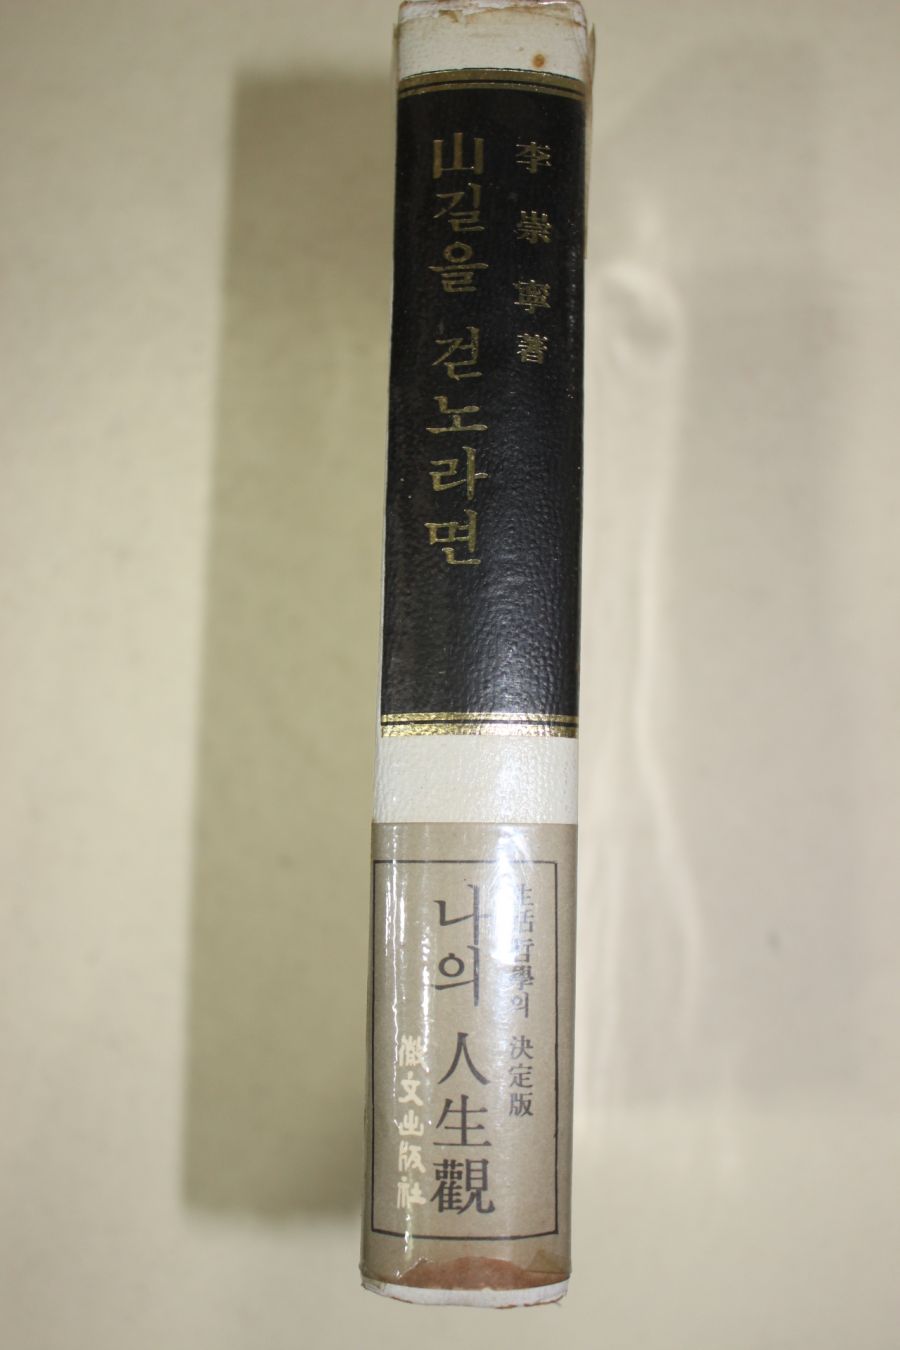 李崇寧著
山길을 걷노라면
生活哲學의 決定版
나의 人生觀
徽文出版社